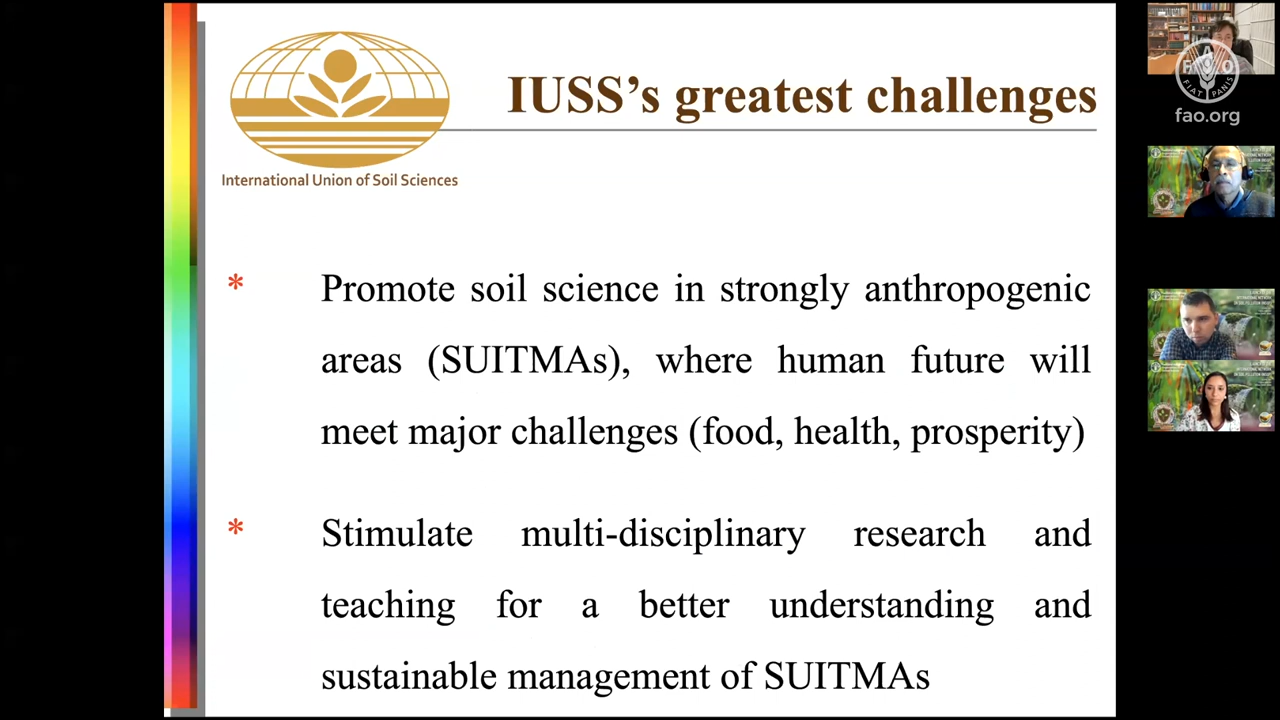 IUSS's greatest challenges
International Union of Soil Sciences
* Promote soil science in strongly anthropogenic
areas (SUITMAs), where human future will
meet major challenges (food, health, prosperity)
* Stimulate multi-disciplinary research and
teaching for a better understanding and
sustainable management of SUITMAs
FAO
FIAT PANIS
fao.org